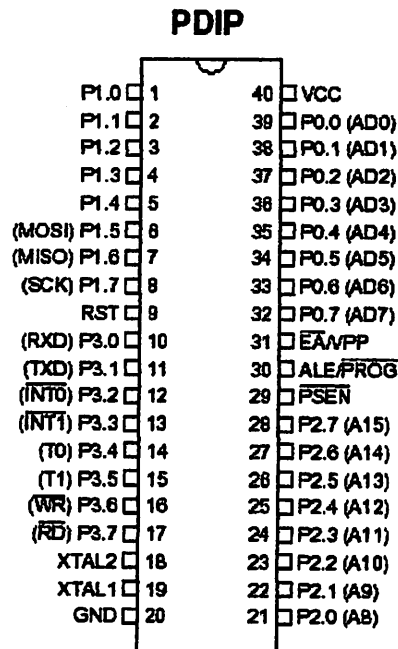 PDIP
P1.0 1 40 VCC
P1.1 2 39 P0.0 (AD0)
P1.2 3 38 P0.1 (AD1)
P1.3 4 37 P0.2 (AD2)
P1.4 5 36 P0.3 (AD3)
(MOSI) P1.5 6 35 P0.4 (AD4)
(MISO) P1.6 7 34 P0.5 (AD5)
(SCK) P1.7 8 33 P0.6 (AD6)
RST 9 32 P0.7 (AD7)
(RXD) P3.0 10 31 E̅A̅/VPP
(TXD) P3.1 11 30 ALE/P̅R̅O̅G̅
(I̅N̅T̅0̅) P3.2 12 29 P̅S̅E̅N̅
(I̅N̅T̅1̅) P3.3 13 28 P2.7 (A15)
(T0) P3.4 14 27 P2.6 (A14)
(T1) P3.5 15 26 P2.5 (A13)
(W̅R̅) P3.6 16 25 P2.4 (A12)
(R̅D̅) P3.7 17 24 P2.3 (A11)
XTAL2 18 23 P2.2 (A10)
XTAL1 19 22 P2.1 (A9)
GND 20 21 P2.0 (A8)